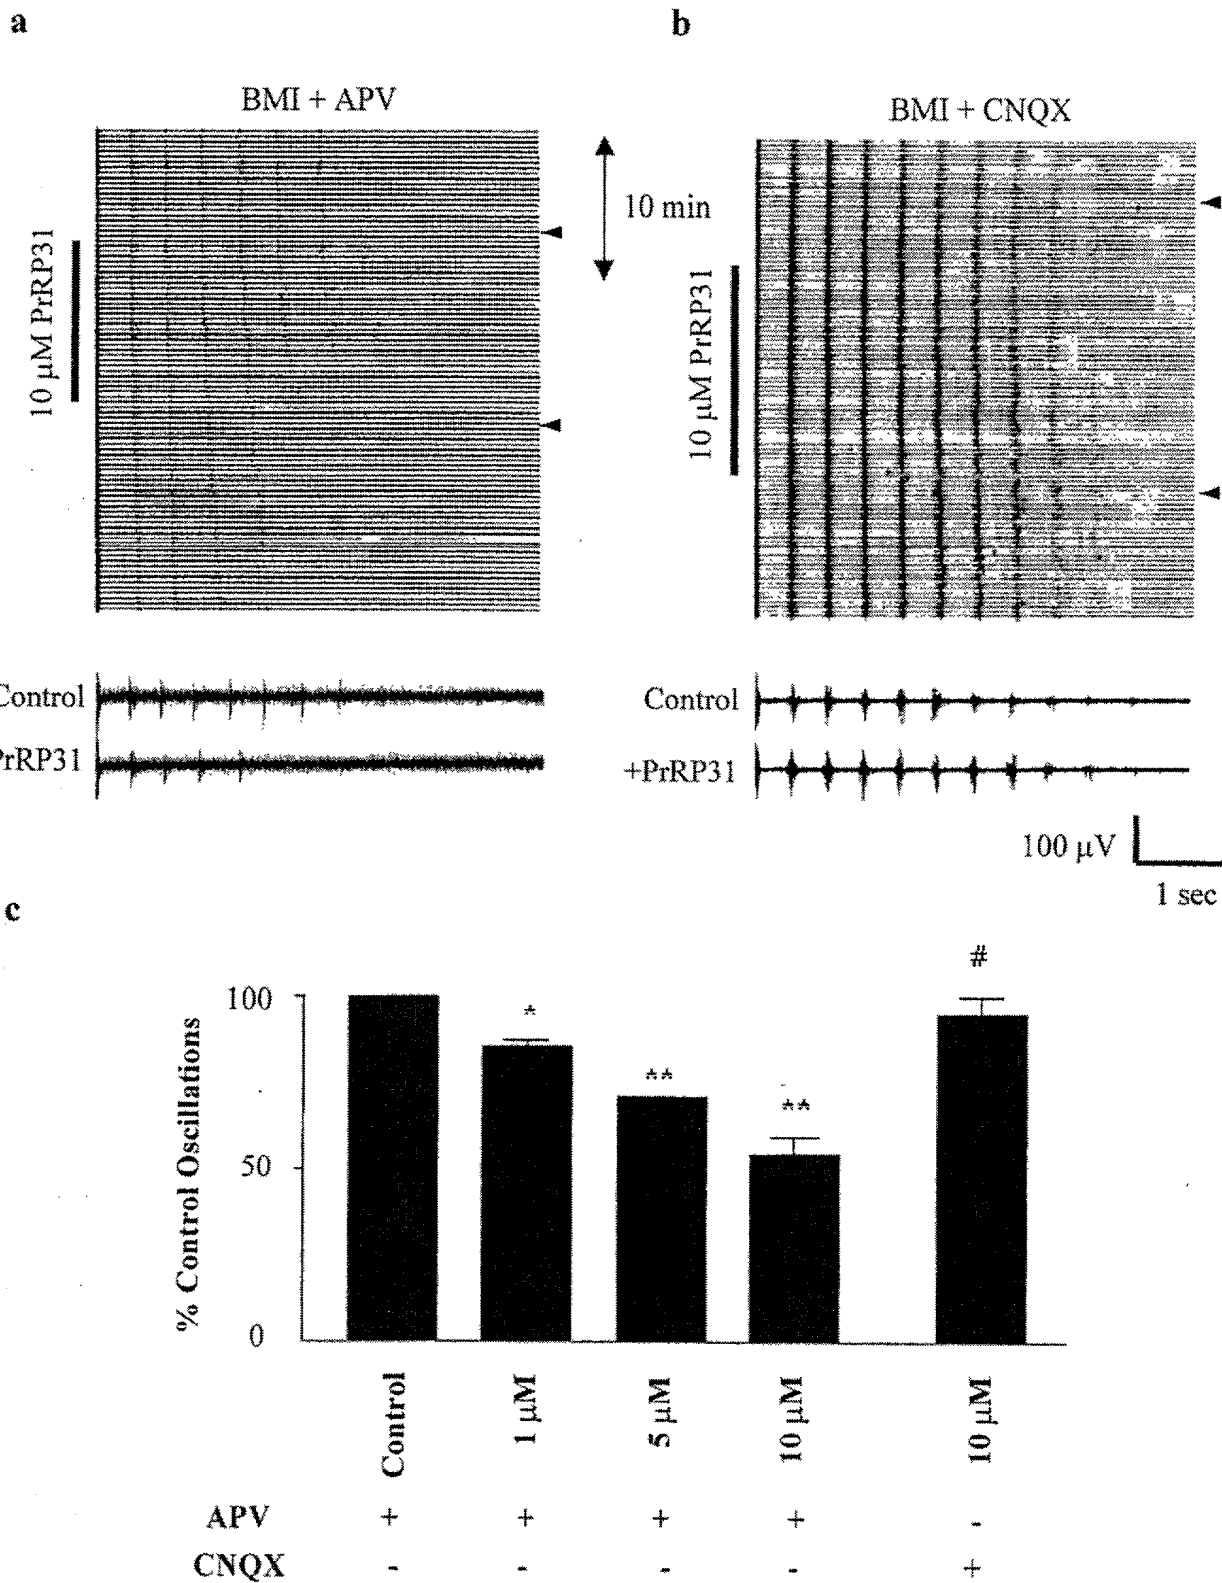 a
b
BMI + APV
BMI + CNQX
10 min
10 μM PrRP31
10 μM PrRP31
Control
Control
PrRP31
+PrRP31
100 μV
1 sec
c
% Control Oscillations
100
50
0
*
**
**
#
Control
1 μM
5 μM
10 μM
10 μM
APV + + + + -
CNQX - - - - +